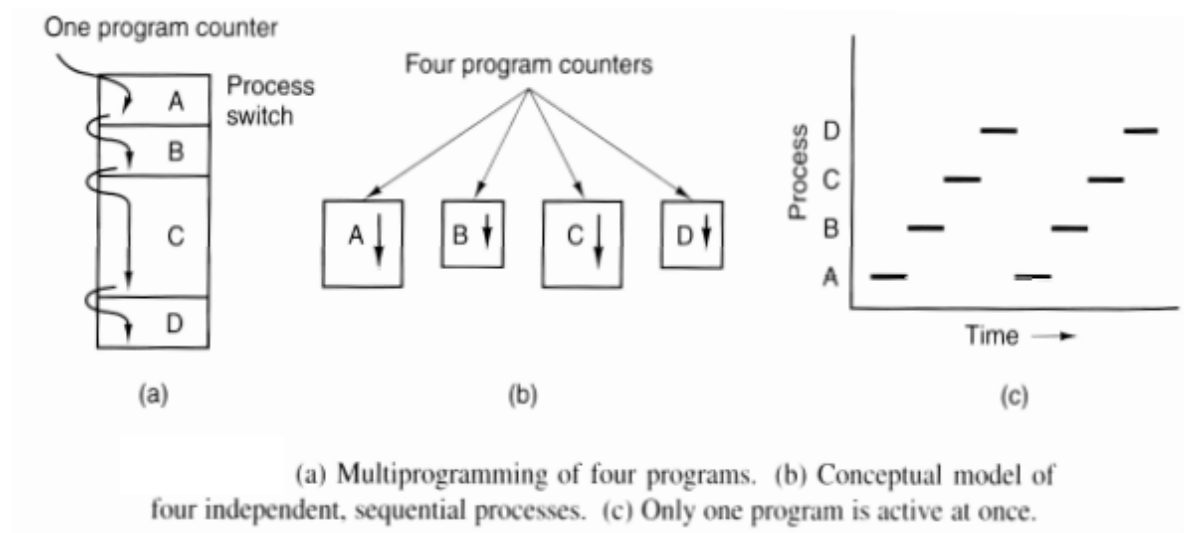 One program counter
Process
switch
A
B
C
D
(a)
Four program counters
A
B
C
D
(b)
Process
D
C
B
A
Time
(c)
(a) Multiprogramming of four programs. (b) Conceptual model of
four independent, sequential processes. (c) Only one program is active at once.